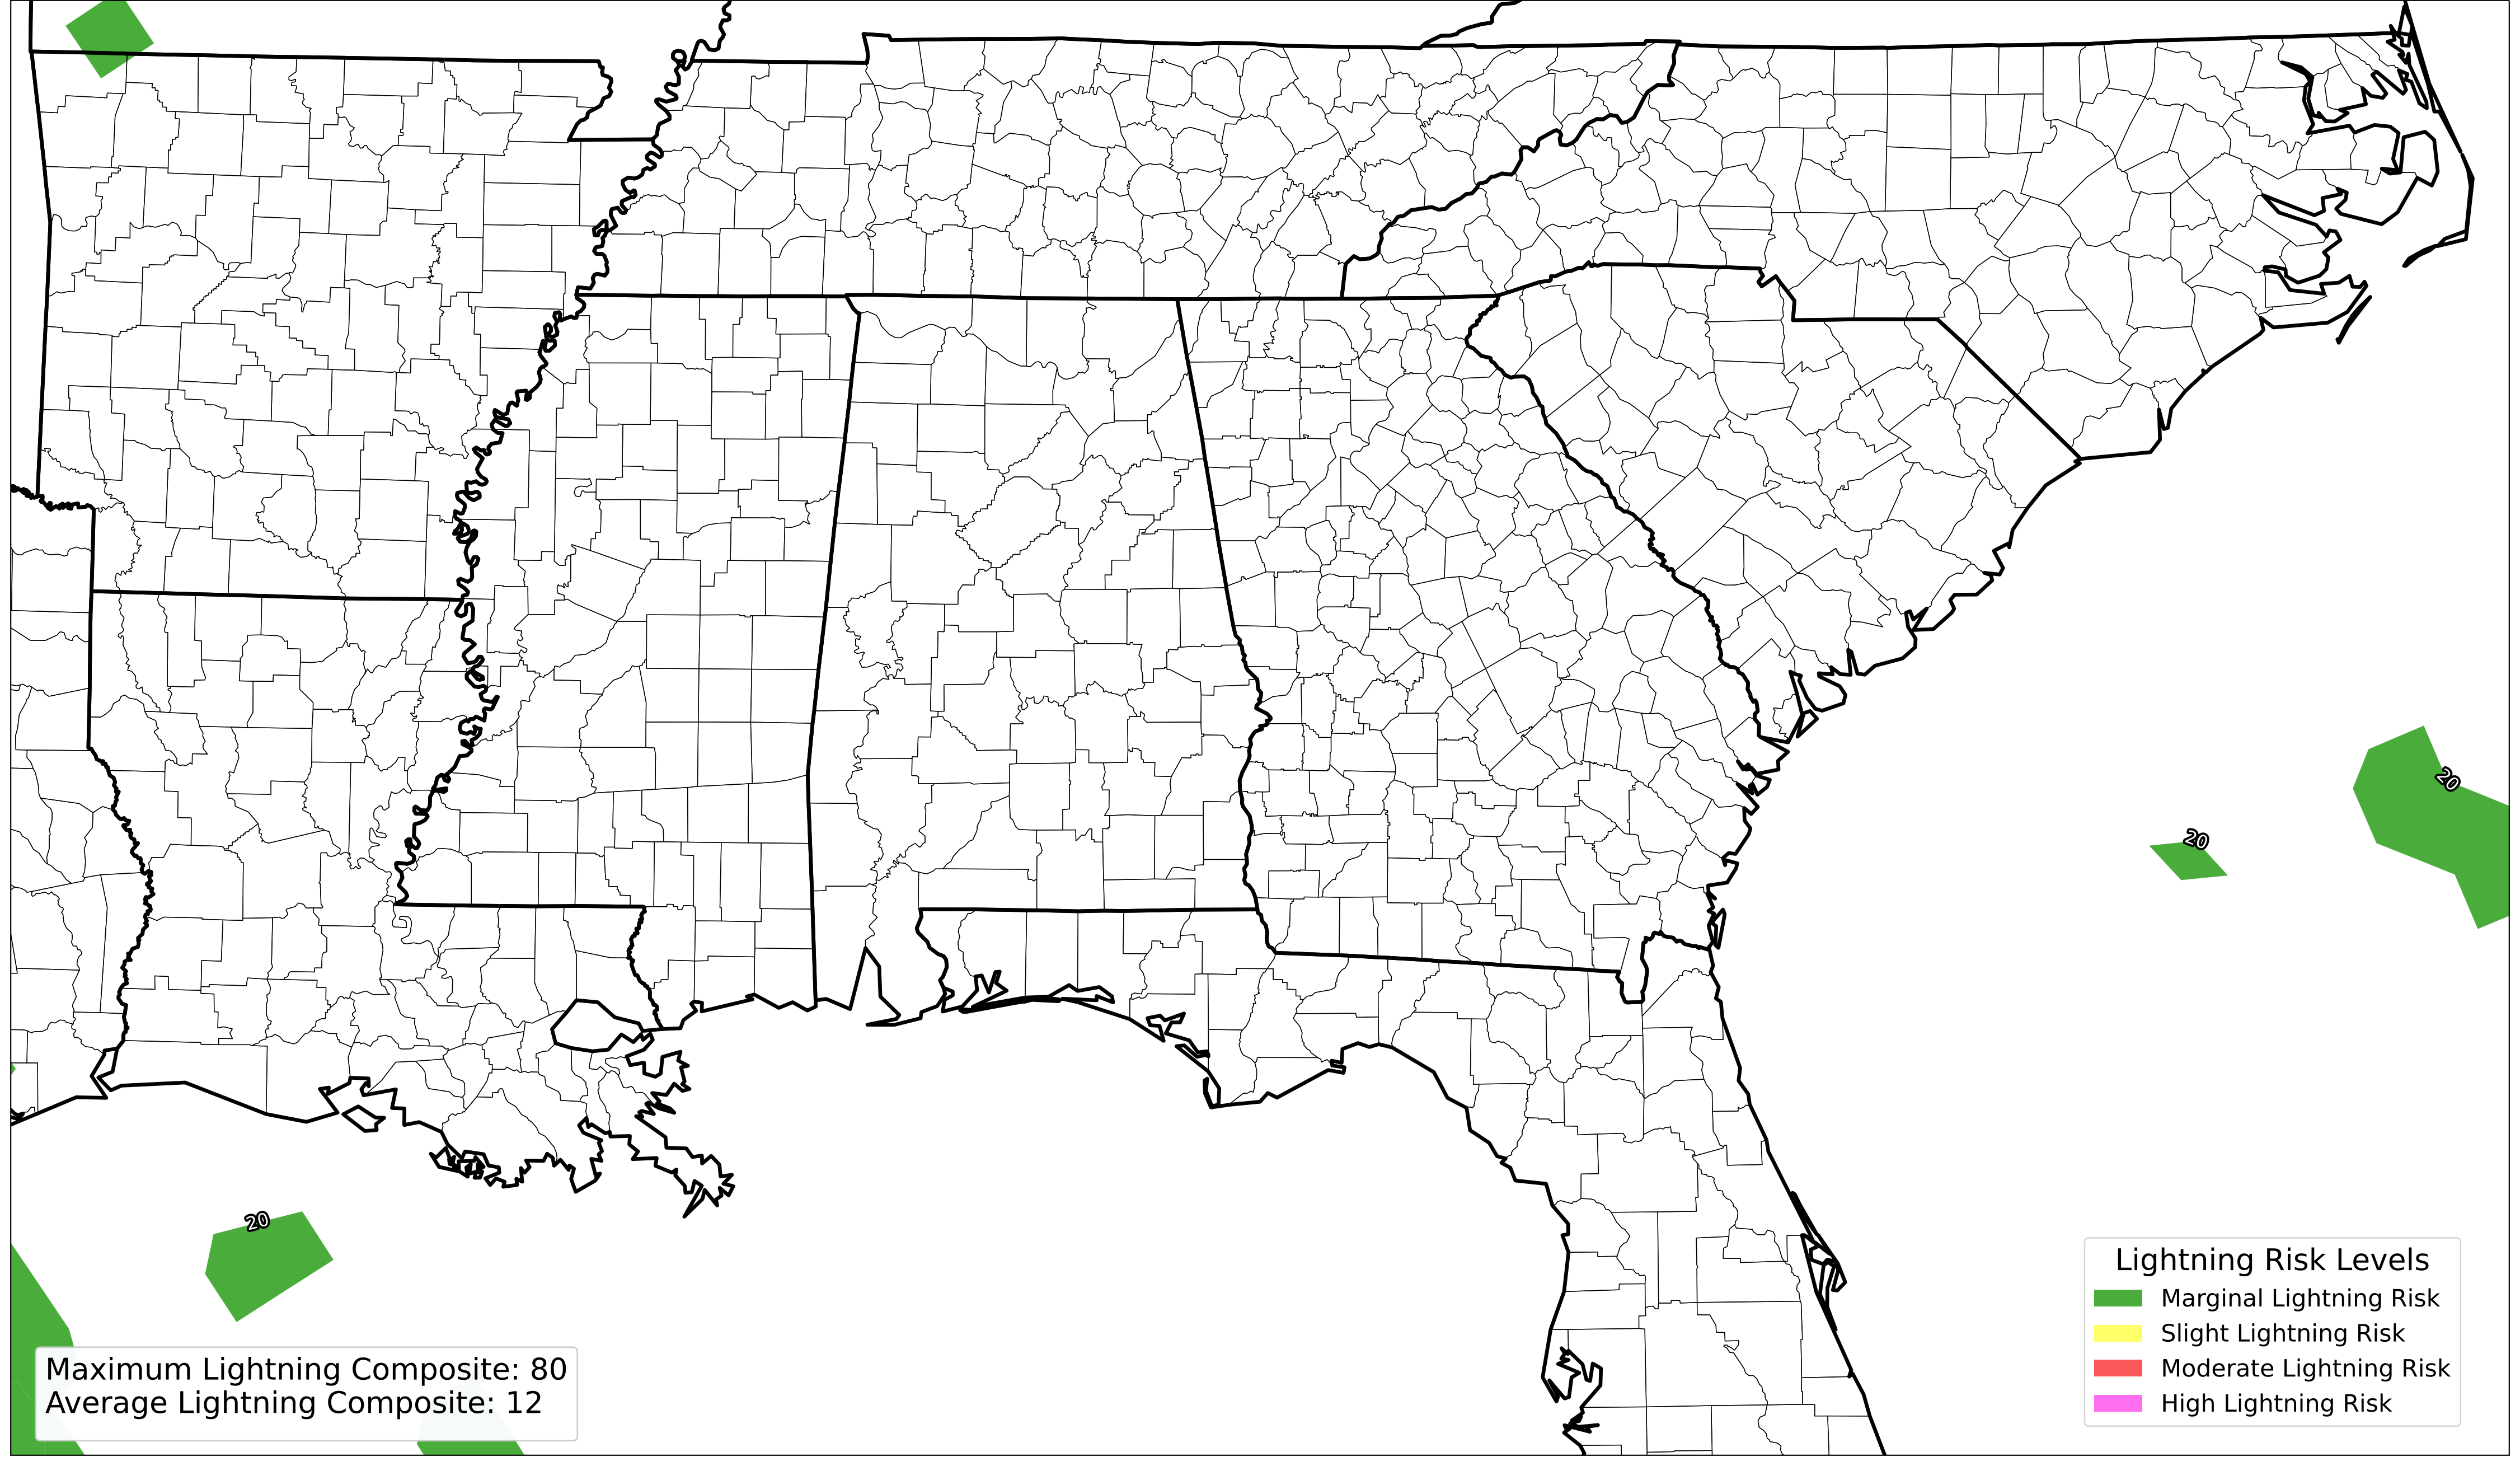 20
20
20
Lightning Risk Levels
Marginal Lightning Risk
Slight Lightning Risk
Moderate Lightning Risk
High Lightning Risk
Maximum Lightning Composite: 80
Average Lightning Composite: 12